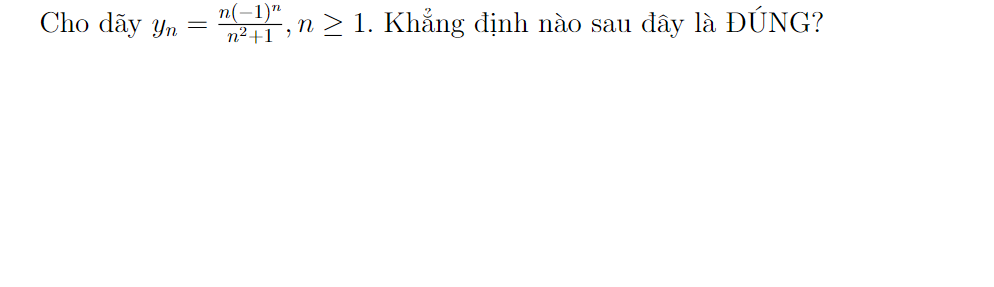 Cho dãy $y_n = \frac{n(-1)^n}{n^2+1}, n \geq 1$. Khẳng định nào sau đây là ĐÚNG?